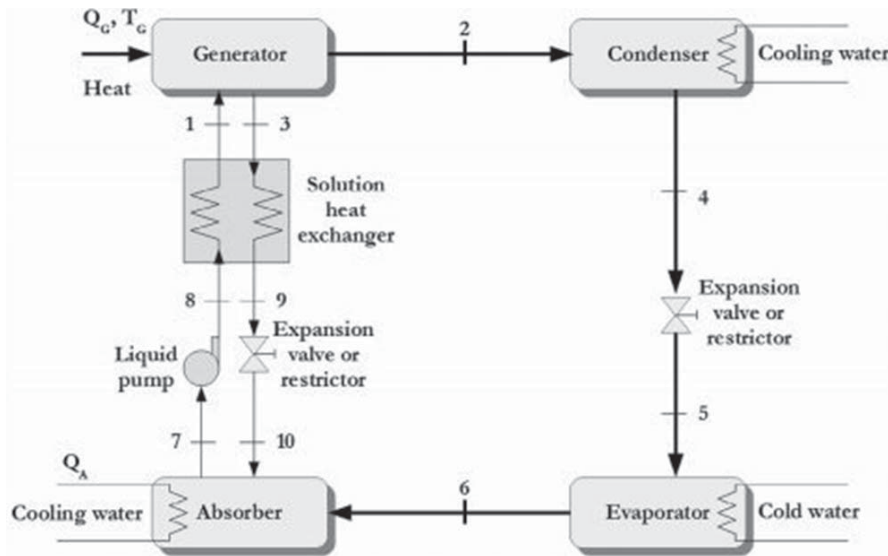 Q_G, T_G
Heat
Generator
2
Condenser
Cooling water
1
3
Solution
heat
exchanger
4
8
9
Expansion
valve or
restrictor
Liquid
pump
Expansion
valve or
restrictor
7
10
5
Q_A
Cooling water
Absorber
6
Evaporator
Cold water